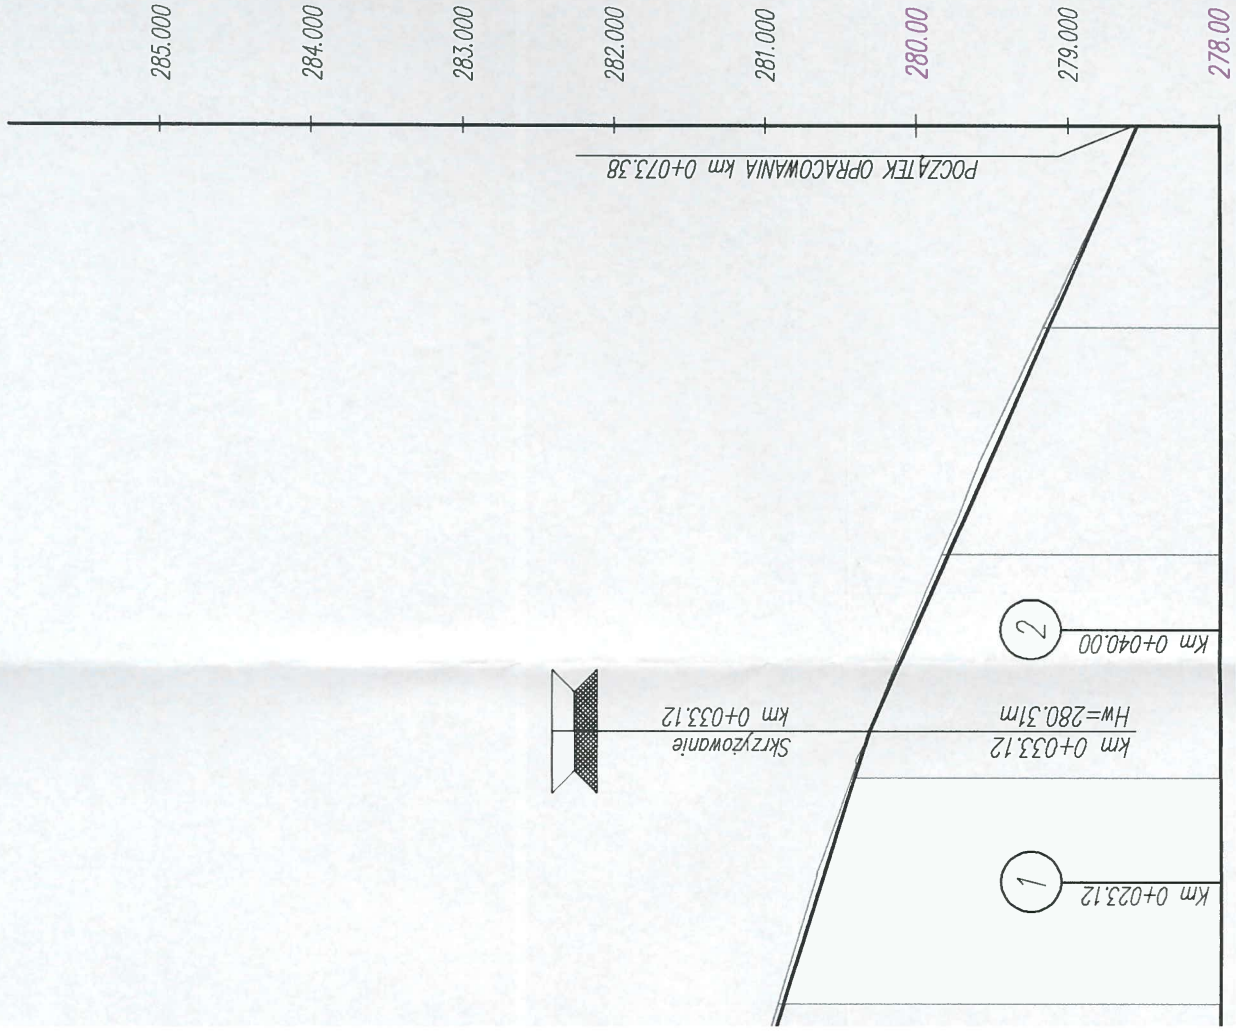 285.000
284.000
283.000
282.000
281.000
280.00
279.000
278.00
POCZĄTEK OPRACOWANIA km 0+073.38
2
Km 0+040.00
Skrzyżowanie
km 0+033.12
km 0+033.12
Hw=280.31m
1
Km 0+023.12